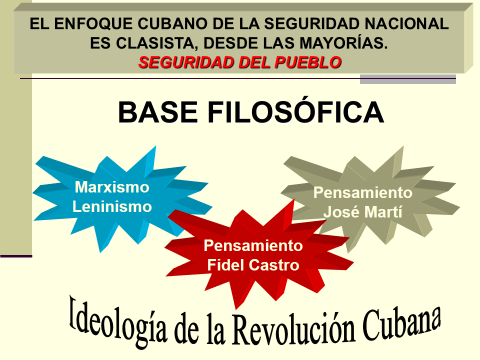 EL ENFOQUE CUBANO DE LA SEGURIDAD NACIONAL
ES CLASISTA, DESDE LAS MAYORÍAS.
SEGURIDAD DEL PUEBLO
BASE FILOSÓFICA
Marxismo
Leninismo
Pensamiento
José Martí
Pensamiento
Fidel Castro
Ideología de la Revolución Cubana